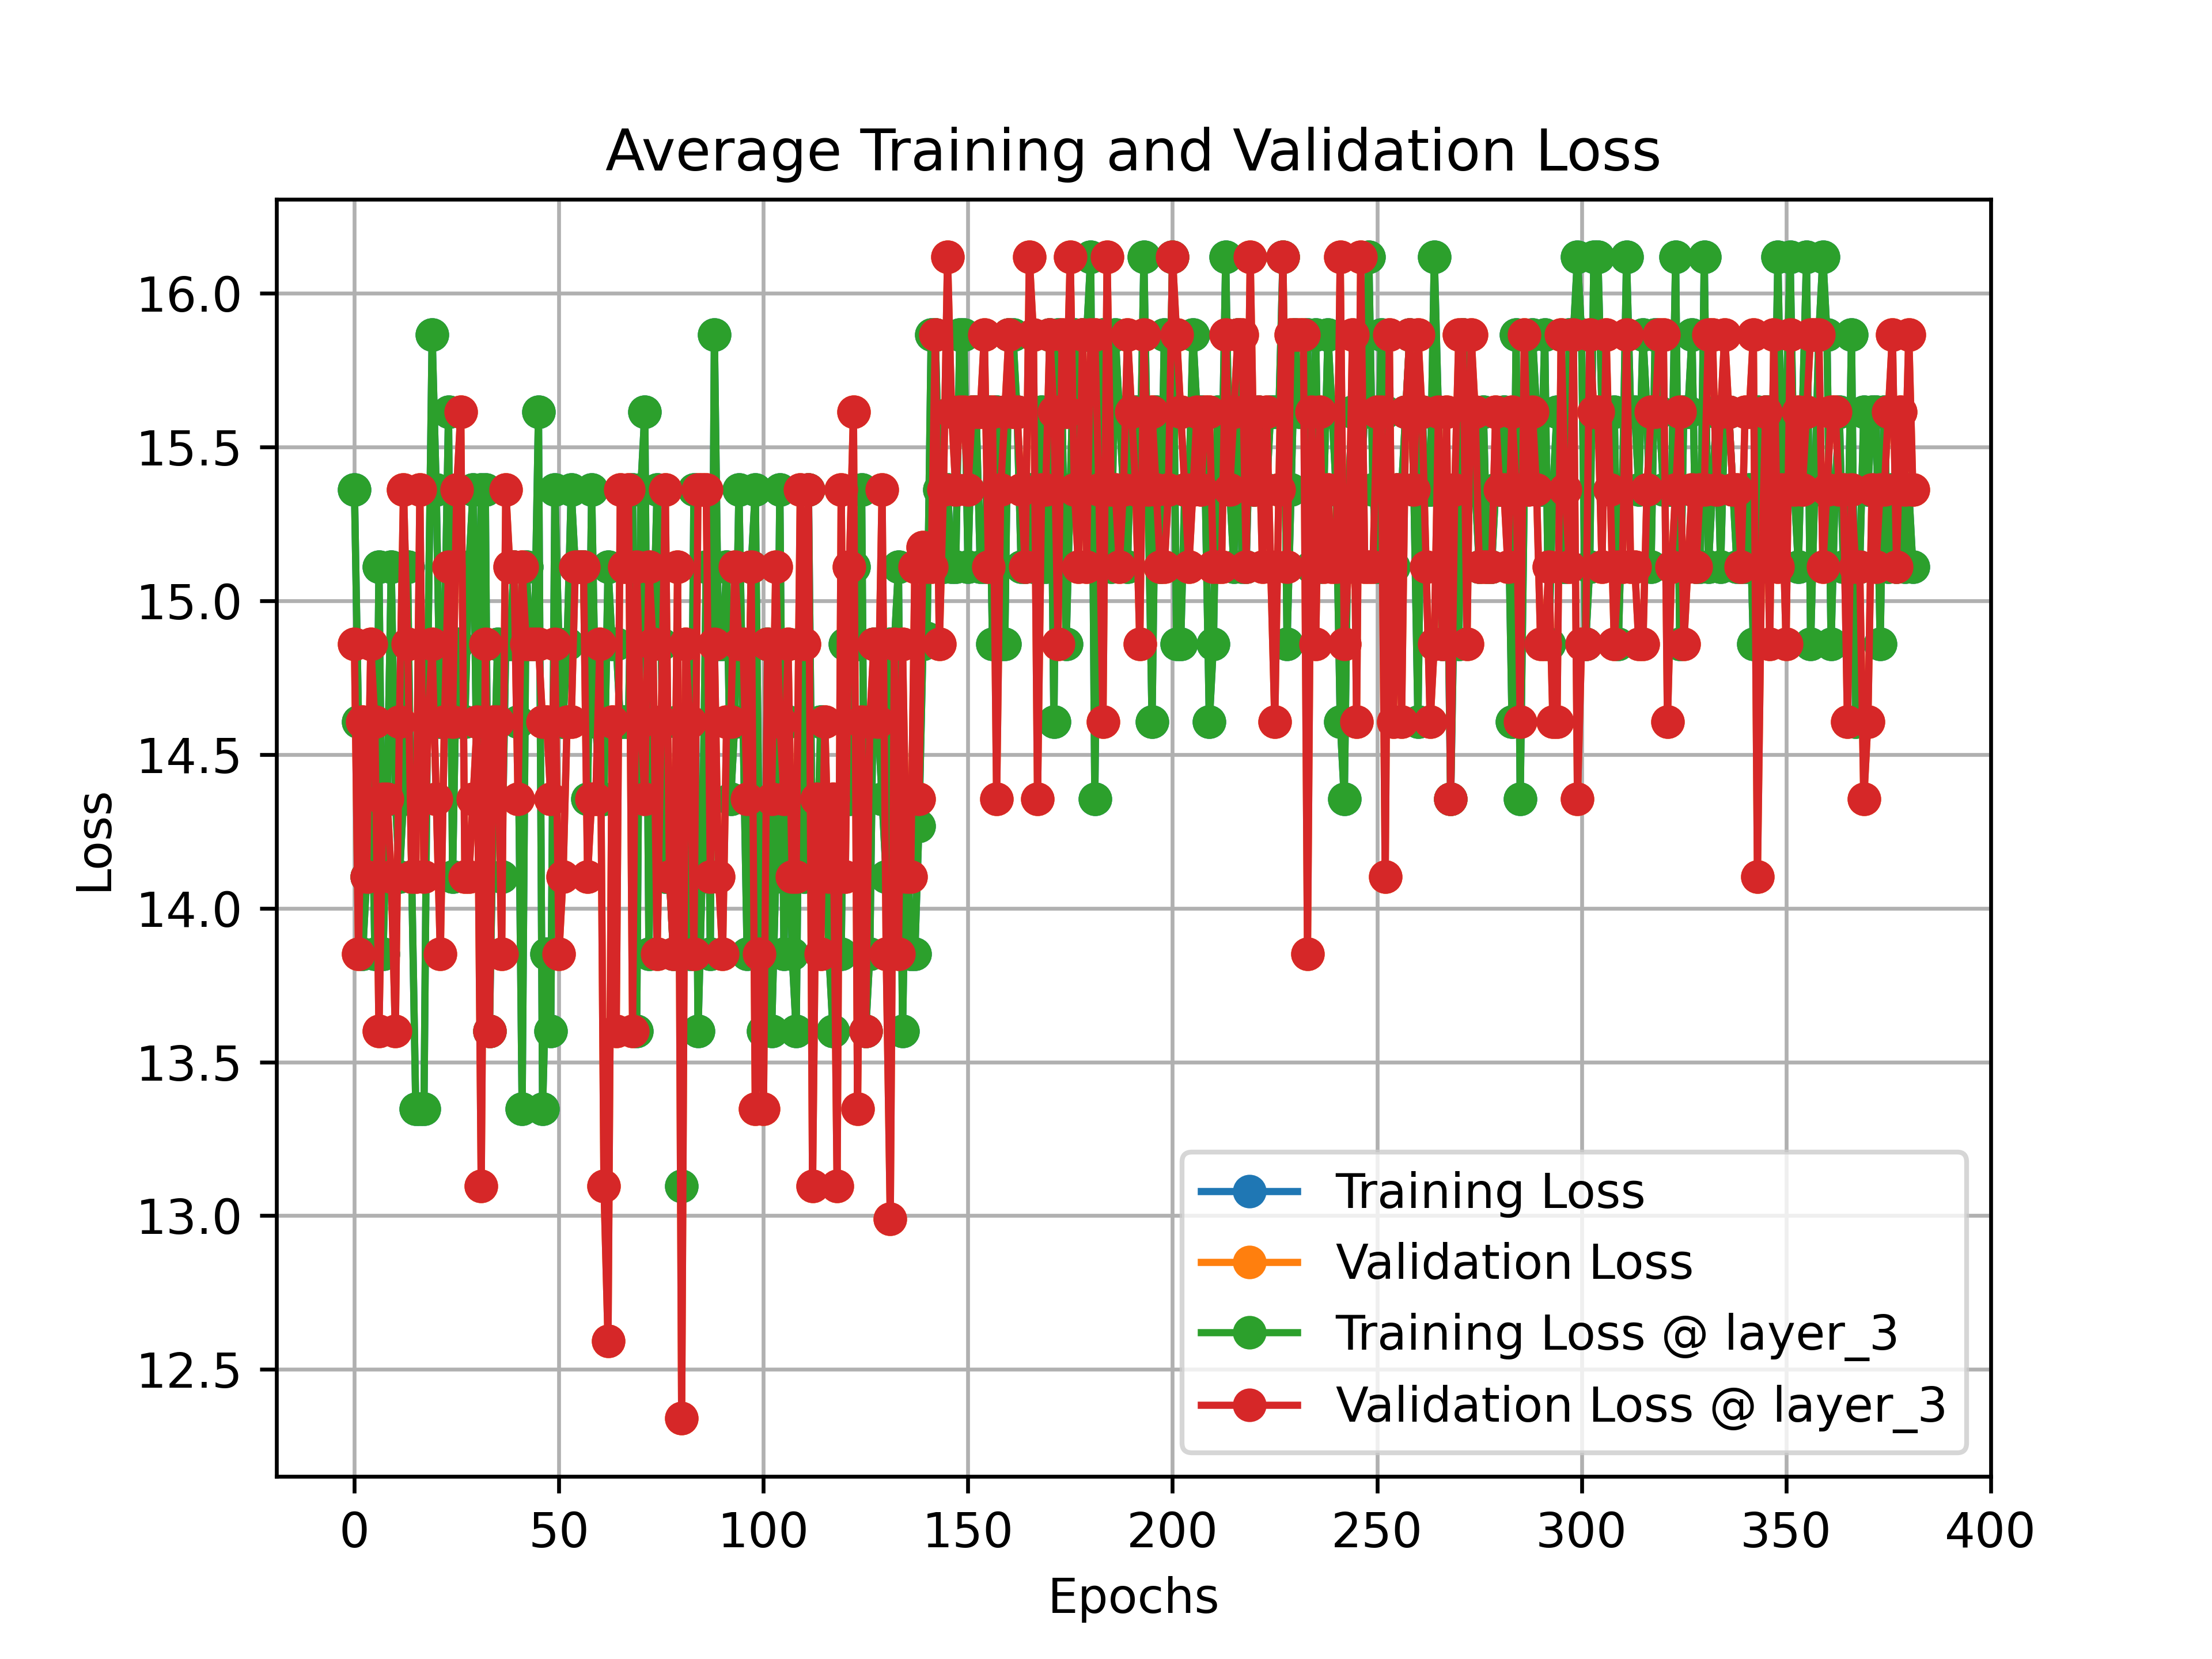 Average Training and Validation Loss
16.0
15.5
15.0
14.5
14.0
13.5
13.0
12.5
Loss
0 50 100 150 200 250 300 350 400
Epochs
Training Loss
Validation Loss
Training Loss @ layer_3
Validation Loss @ layer_3